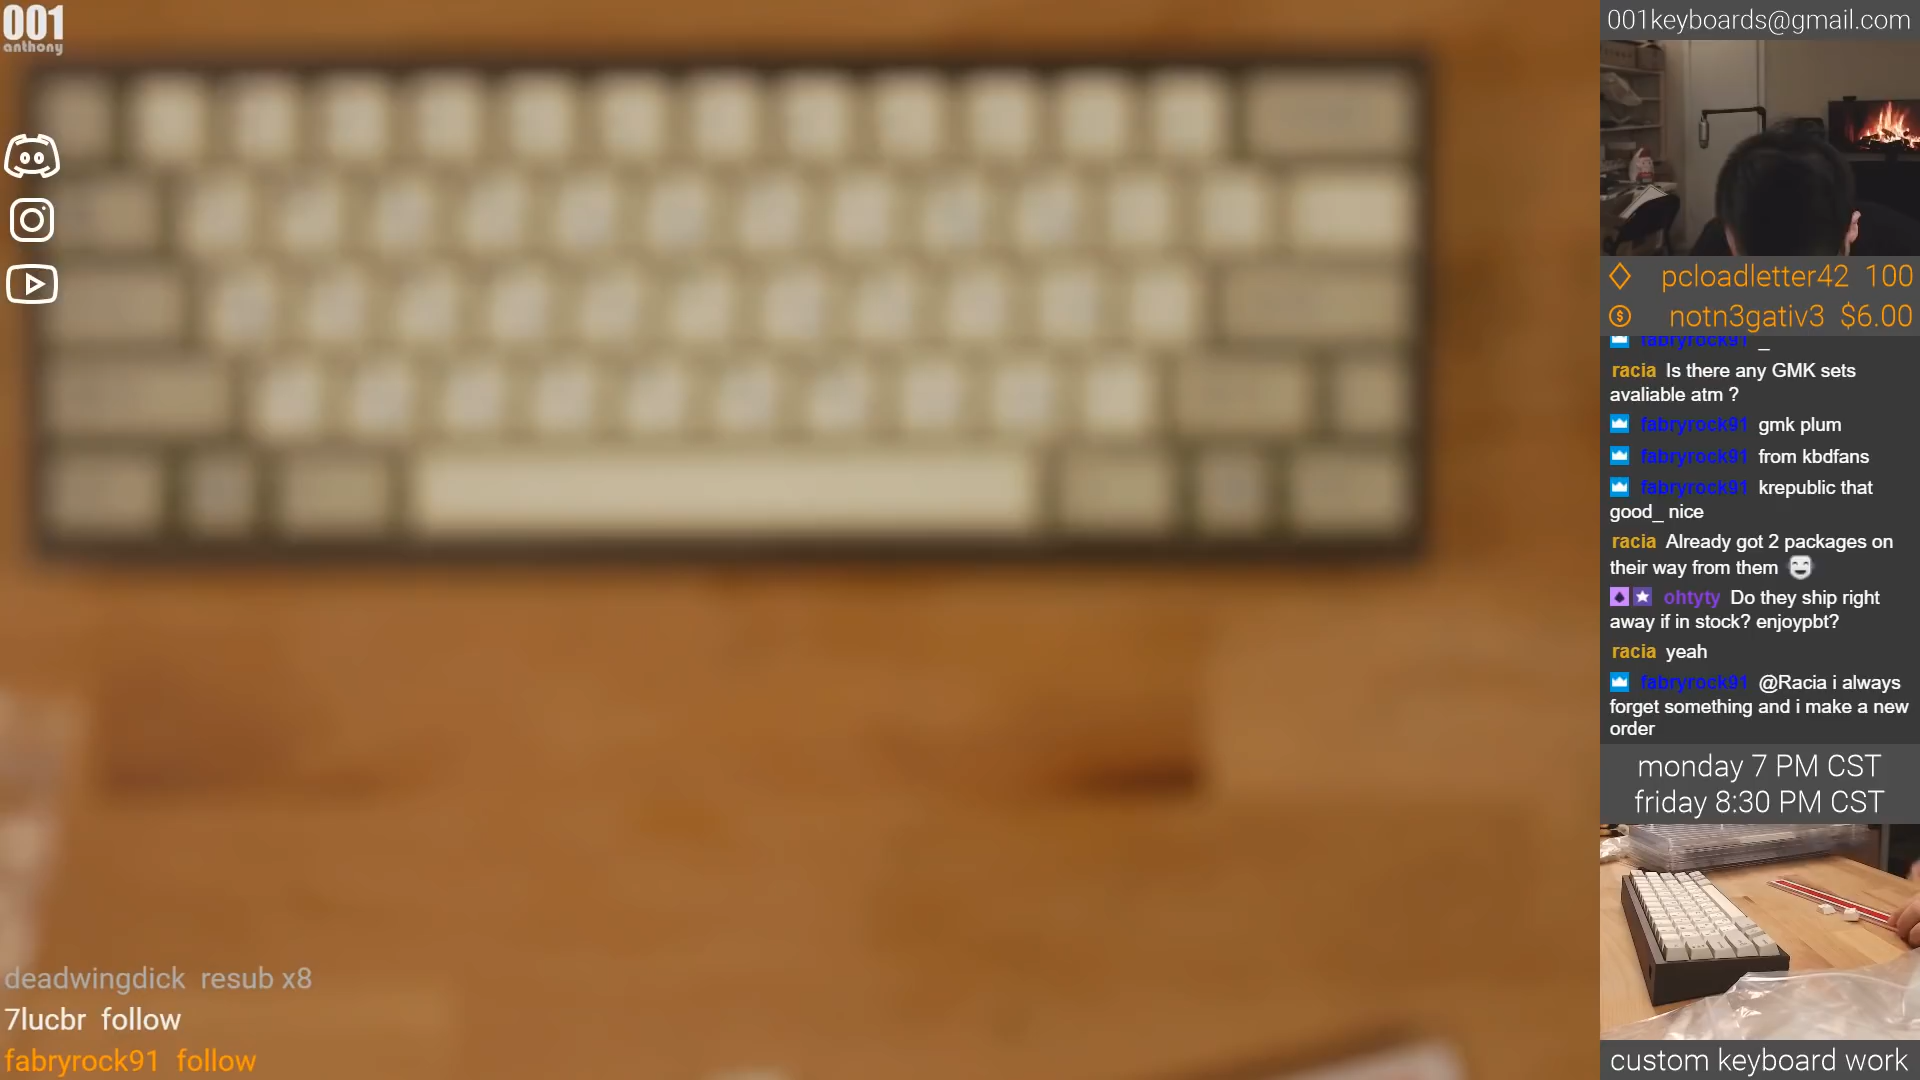 001
anthony
001keyboards@gmail.com
pcloadletter42 100
notn3gativ3 $6.00
fabryrock91 _
racia Is there any GMK sets
avaliable atm ?
fabryrock91 gmk plum
fabryrock91 from kbdfans
fabryrock91 krepublic that
good_ nice
racia Already got 2 packages on
their way from them
ohtyty Do they ship right
away if in stock? enjoypbt?
racia yeah
fabryrock91 @Racia i always
forget something and i make a new
order
monday 7 PM CST
friday 8:30 PM CST
deadwingdick resub x8
7lucbr follow
fabryrock91 follow
custom keyboard work